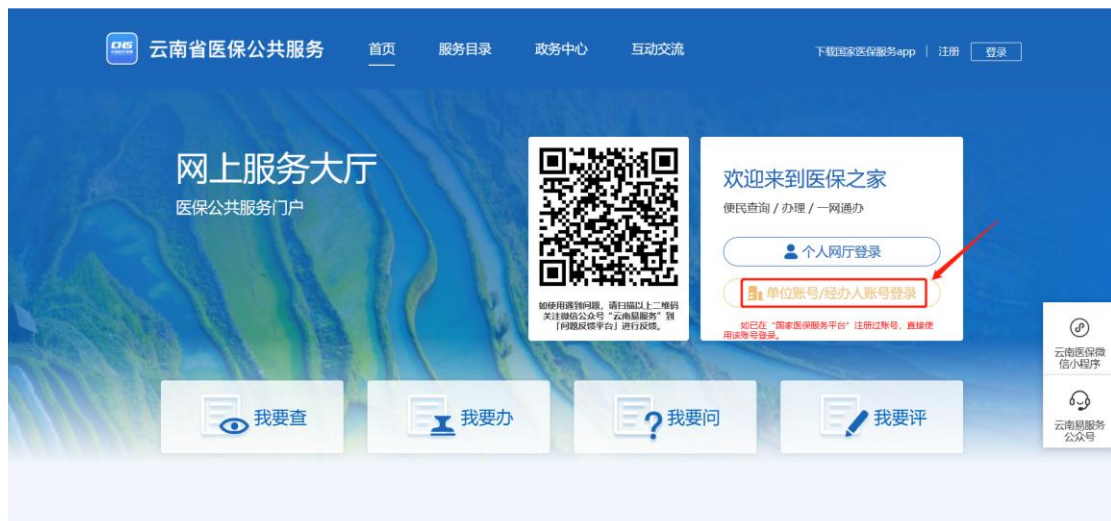 CHS
云南省医保公共服务
首页
服务目录
政务中心
互动交流
下载国家医保服务app | 注册
登录
网上服务大厅
医保公共服务门户
如使用遇到问题，请扫描以上二维码
关注微信公众号“云南易服务”到
「问题反馈平台」进行反馈。
欢迎来到医保之家
便民查询 / 办理 / 一网通办
个人网厅登录
单位账号/经办人账号登录
如已在“国家医保服务平台”注册过账号，直接使
用该账号登录。
云南医保微
信小程序
云南易服务
公众号
我要查
我要办
我要问
我要评